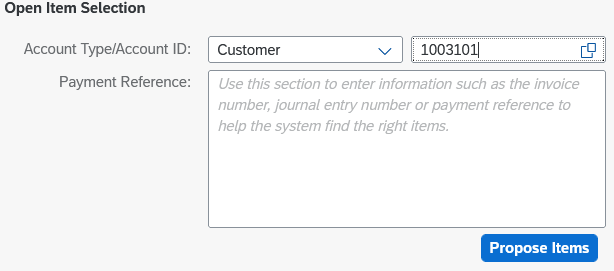 Open Item Selection
Account Type/Account ID: Customer 1003101
Payment Reference: Use this section to enter information such as the invoice
number, journal entry number or payment reference to
help the system find the right items.
Propose Items